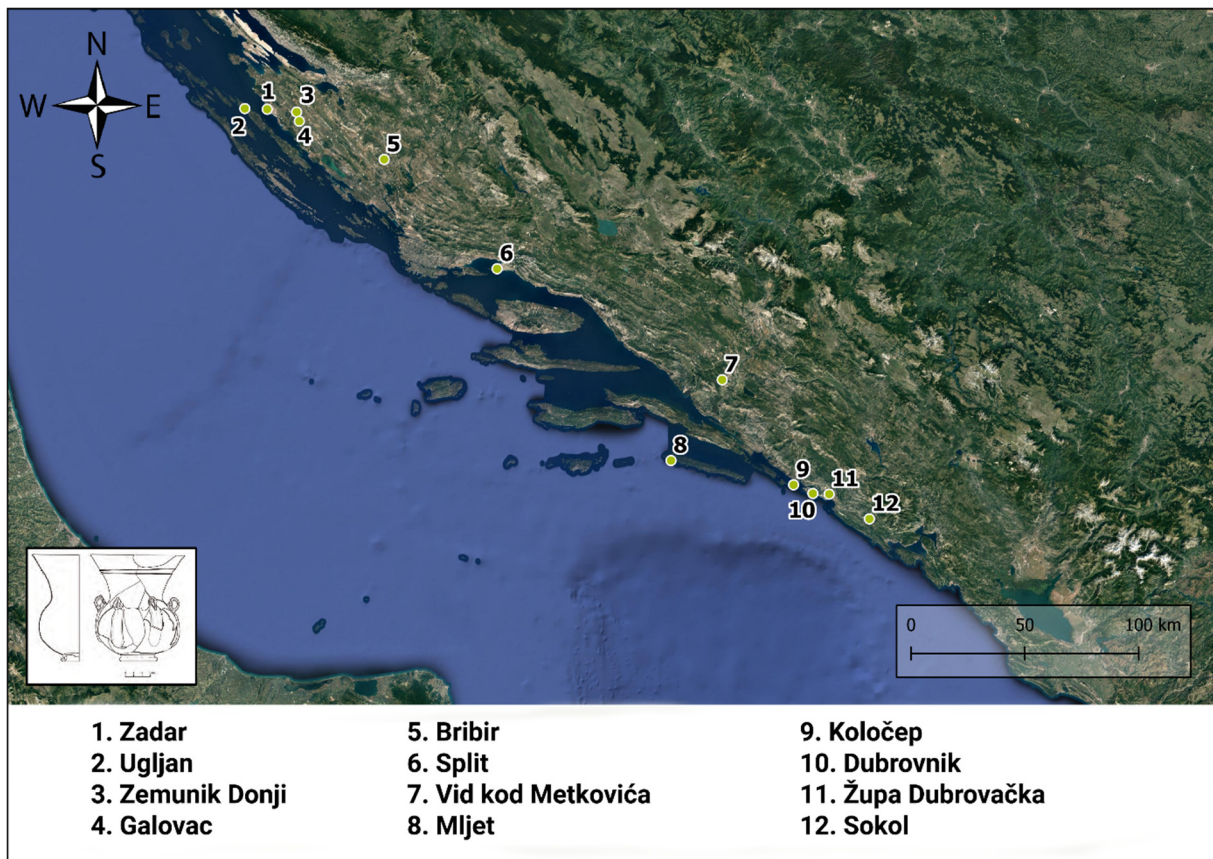 N
W E
S
1
3
2
4
5
6
7
8
9
11
10
12
0 50 100 km
1. Zadar
2. Ugljan
3. Zemunik Donji
4. Galovac
5. Bribir
6. Split
7. Vid kod Metkovića
8. Mljet
9. Koločep
10. Dubrovnik
11. Župa Dubrovačka
12. Sokol